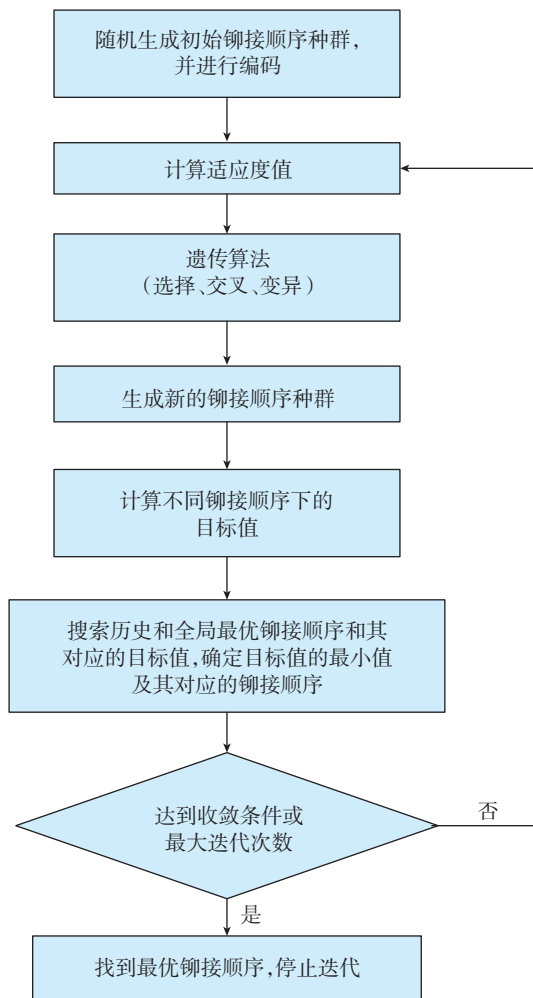 随机生成初始铆接顺序种群，
并进行编码
计算适应度值
遗传算法
（选择、交叉、变异）
生成新的铆接顺序种群
计算不同铆接顺序下的
目标值
搜索历史和全局最优铆接顺序和其
对应的目标值，确定目标值的最小值
及其对应的铆接顺序
达到收敛条件或
最大迭代次数
否
是
找到最优铆接顺序，停止迭代